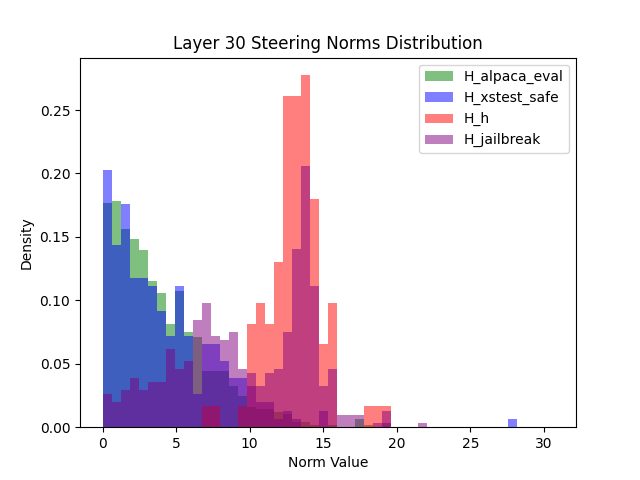 Layer 30 Steering Norms Distribution
H_alpaca_eval
H_xstest_safe
H_h
H_jailbreak
Density
0.25
0.20
0.15
0.10
0.05
0.00
0
5
10
15
20
25
30
Norm Value